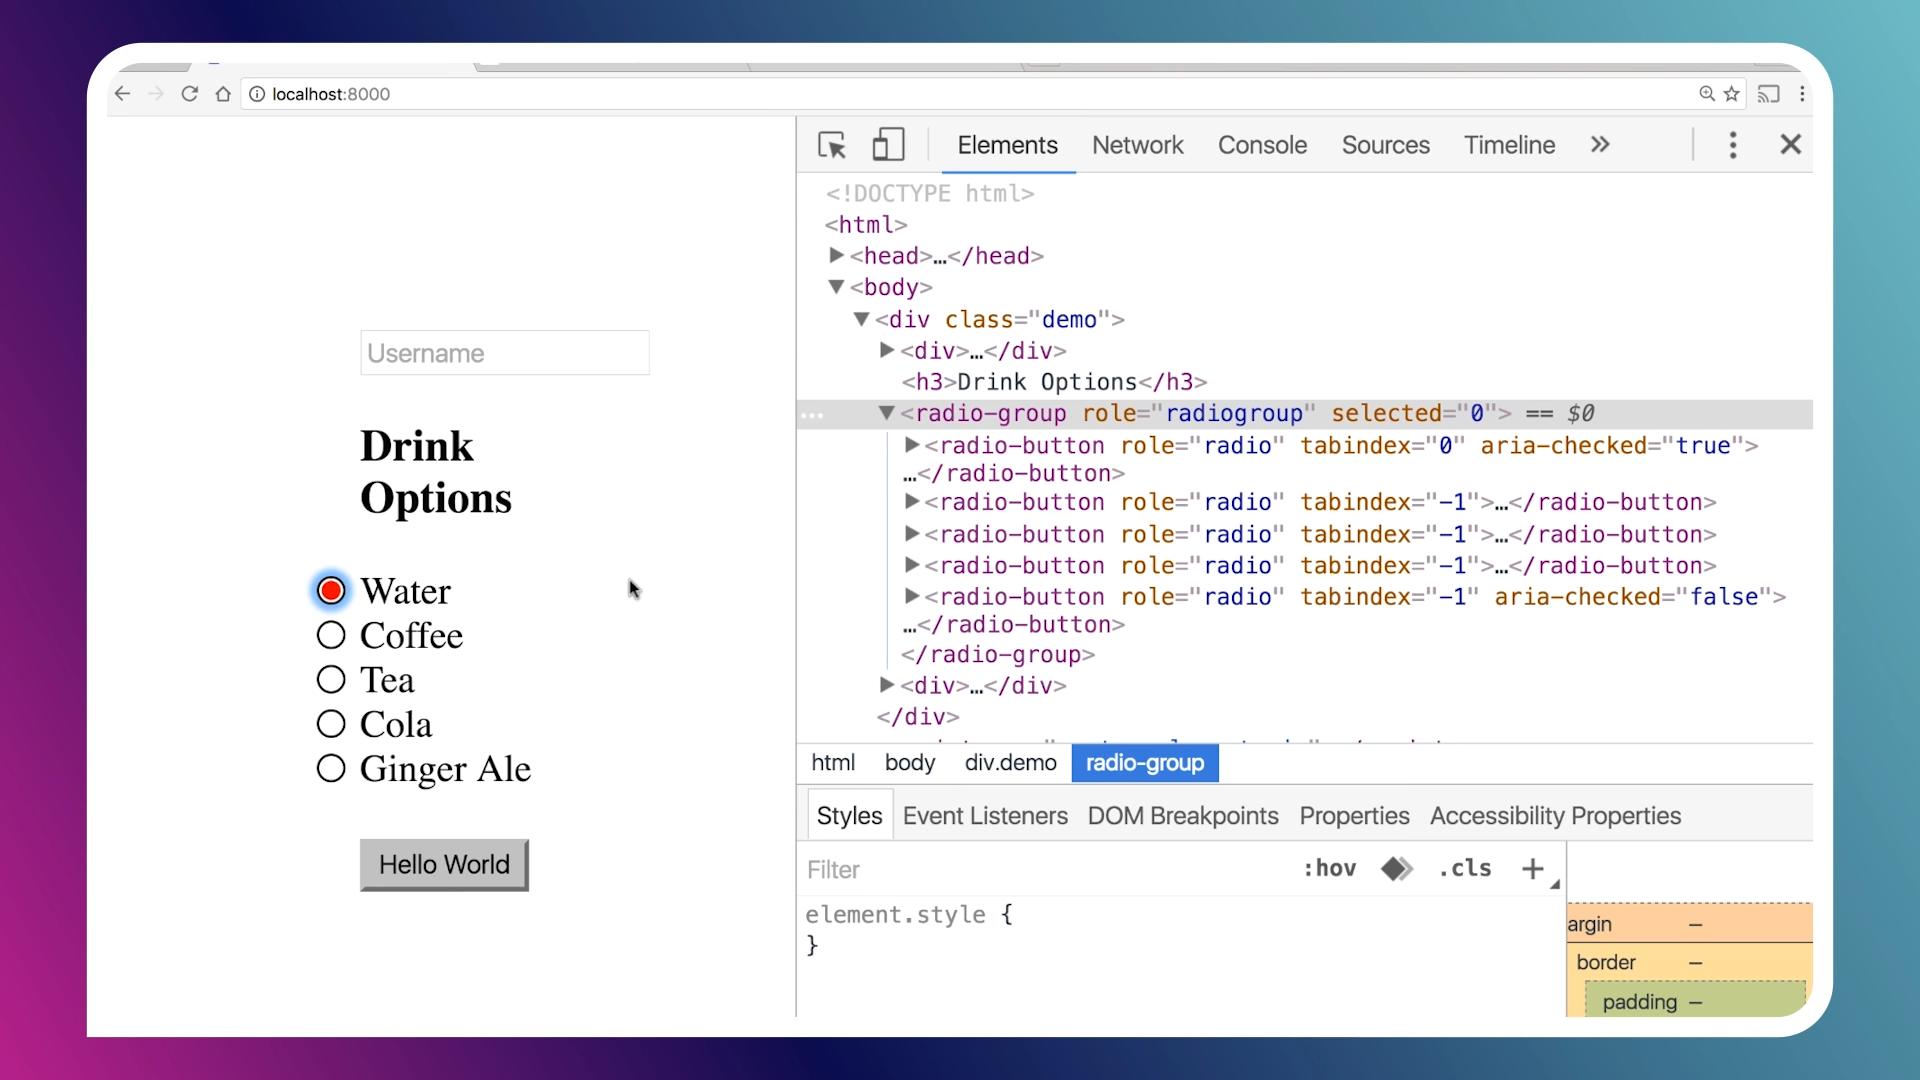 localhost:8000
Username
Drink
Options
Water
Coffee
Tea
Cola
Ginger Ale
Hello World
Elements Network Console Sources Timeline »
<!DOCTYPE html>
<html>
▶<head>…</head>
▼<body>
▼<div class="demo">
▶<div>…</div>
<h3>Drink Options</h3>
… ▼<radio-group role="radiogroup" selected="0"> == $0
▶<radio-button role="radio" tabindex="0" aria-checked="true">
…</radio-button>
▶<radio-button role="radio" tabindex="-1">…</radio-button>
▶<radio-button role="radio" tabindex="-1">…</radio-button>
▶<radio-button role="radio" tabindex="-1">…</radio-button>
▶<radio-button role="radio" tabindex="-1" aria-checked="false">
…</radio-button>
</radio-group>
▶<div>…</div>
</div>
html body div.demo radio-group
Styles Event Listeners DOM Breakpoints Properties Accessibility Properties
Filter :hov .cls +
element.style {
}
argin –
border –
padding –